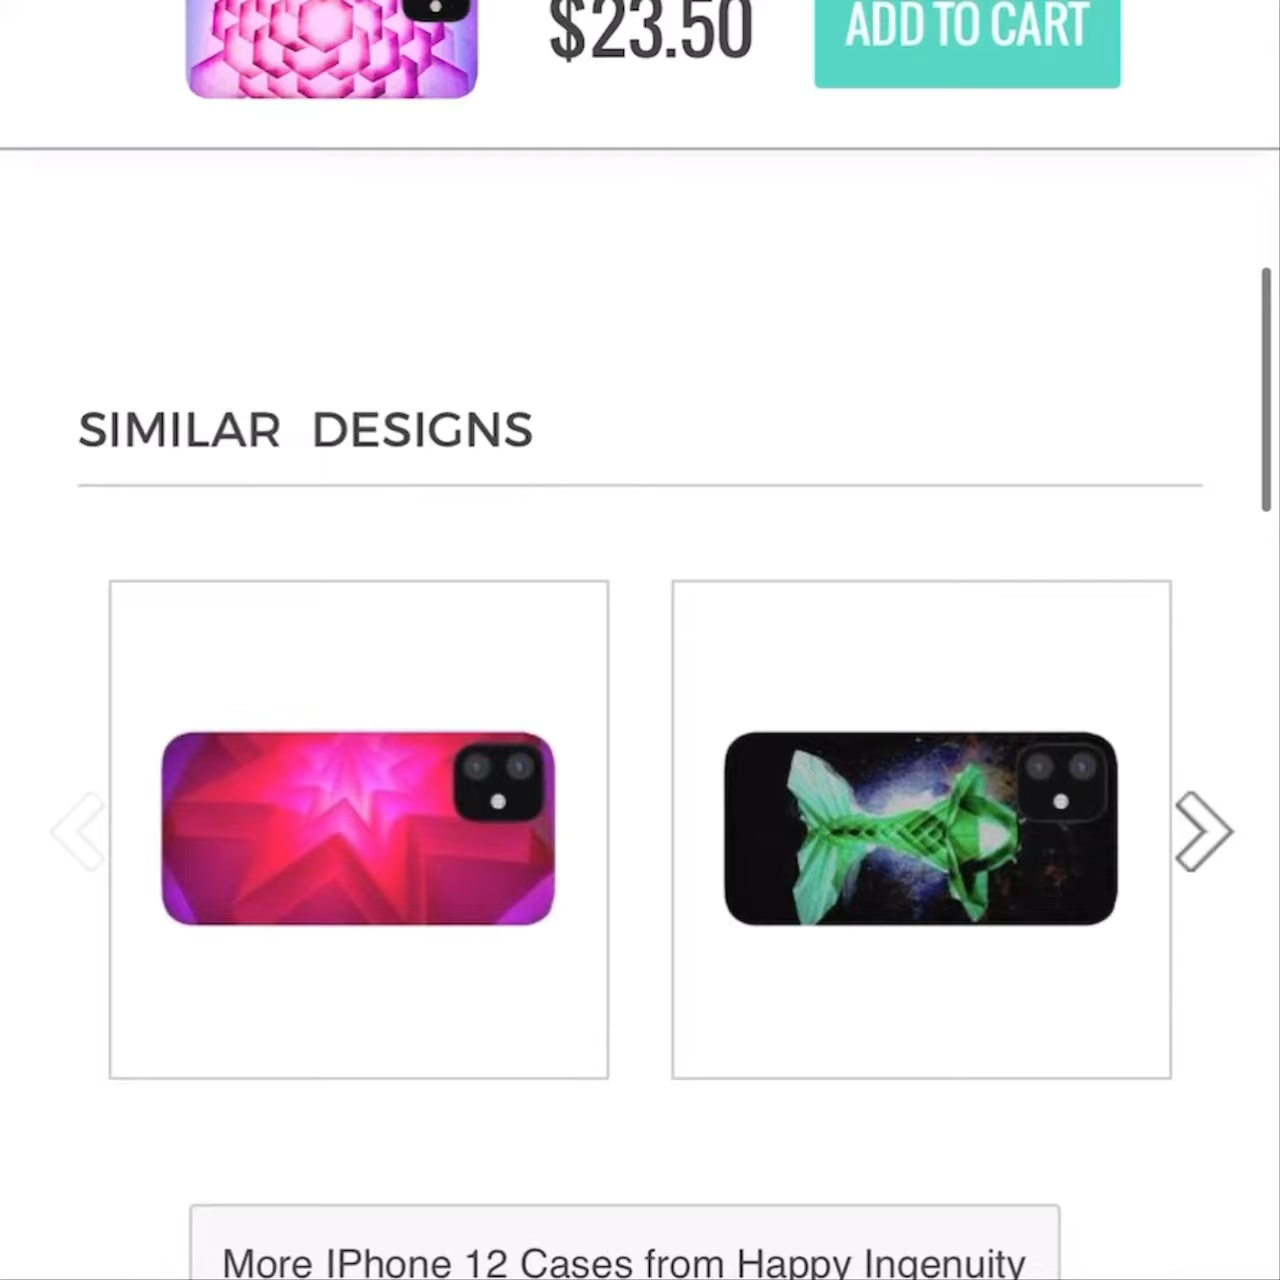 $23.50
ADD TO CART
SIMILAR DESIGNS
More IPhone 12 Cases from Happy Ingenuity